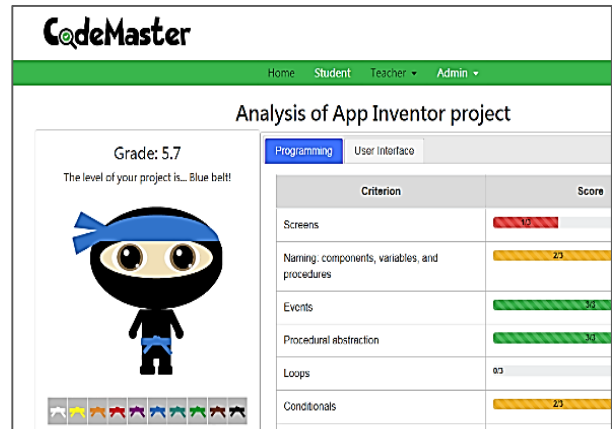 CodeMaster
Home Student Teacher Admin
Analysis of App Inventor project
Grade: 5.7
The level of your project is... Blue belt!
Programming User Interface
Criterion Score
Screens 1/3
Naming: components, variables, and 2/3
procedures
Events 3/3
Procedural abstraction 3/3
Loops 0/3
Conditionals 2/3